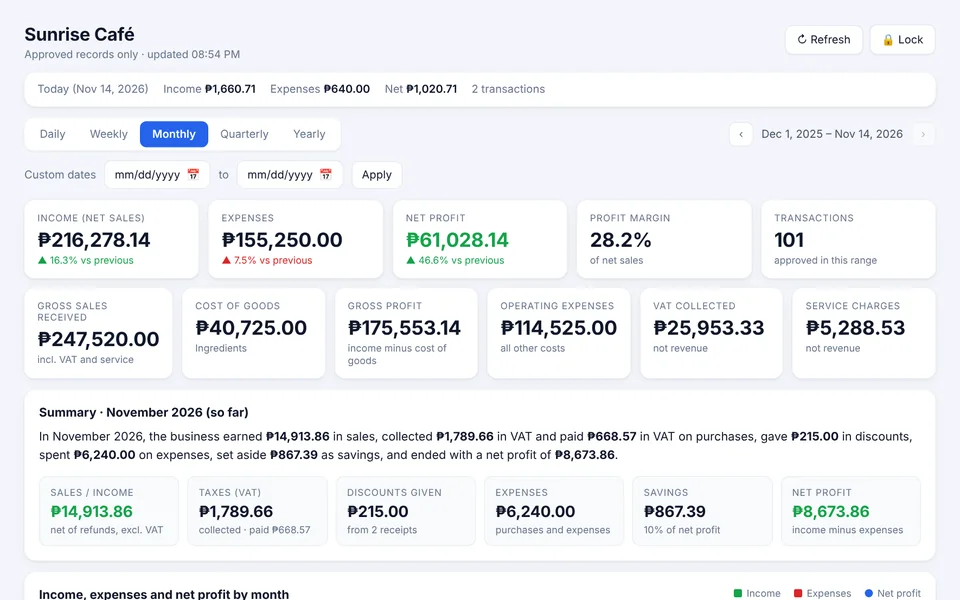 Sunrise Café
Approved records only · updated 08:54 PM
Refresh
Lock
Today (Nov 14, 2026) Income ₱1,660.71 Expenses ₱640.00 Net ₱1,020.71 2 transactions
Daily Weekly Monthly Quarterly Yearly
‹ Dec 1, 2025 – Nov 14, 2026 ›
Custom dates mm/dd/yyyy to mm/dd/yyyy Apply
INCOME (NET SALES)
₱216,278.14
▲ 16.3% vs previous
EXPENSES
₱155,250.00
▲ 7.5% vs previous
NET PROFIT
₱61,028.14
▲ 46.6% vs previous
PROFIT MARGIN
28.2%
of net sales
TRANSACTIONS
101
approved in this range
GROSS SALES
RECEIVED
₱247,520.00
incl. VAT and service
COST OF GOODS
₱40,725.00
Ingredients
GROSS PROFIT
₱175,553.14
income minus cost of
goods
OPERATING EXPENSES
₱114,525.00
all other costs
VAT COLLECTED
₱25,953.33
not revenue
SERVICE CHARGES
₱5,288.53
not revenue
Summary · November 2026 (so far)
In November 2026, the business earned ₱14,913.86 in sales, collected ₱1,789.66 in VAT and paid ₱668.57 in VAT on purchases, gave ₱215.00 in discounts,
spent ₱6,240.00 on expenses, set aside ₱867.39 as savings, and ended with a net profit of ₱8,673.86.
SALES / INCOME
₱14,913.86
net of refunds, excl. VAT
TAXES (VAT)
₱1,789.66
collected · paid ₱668.57
DISCOUNTS GIVEN
₱215.00
from 2 receipts
EXPENSES
₱6,240.00
purchases and expenses
SAVINGS
₱867.39
10% of net profit
NET PROFIT
₱8,673.86
income minus expenses
Income, expenses and net profit by month
Income Expenses Net profit